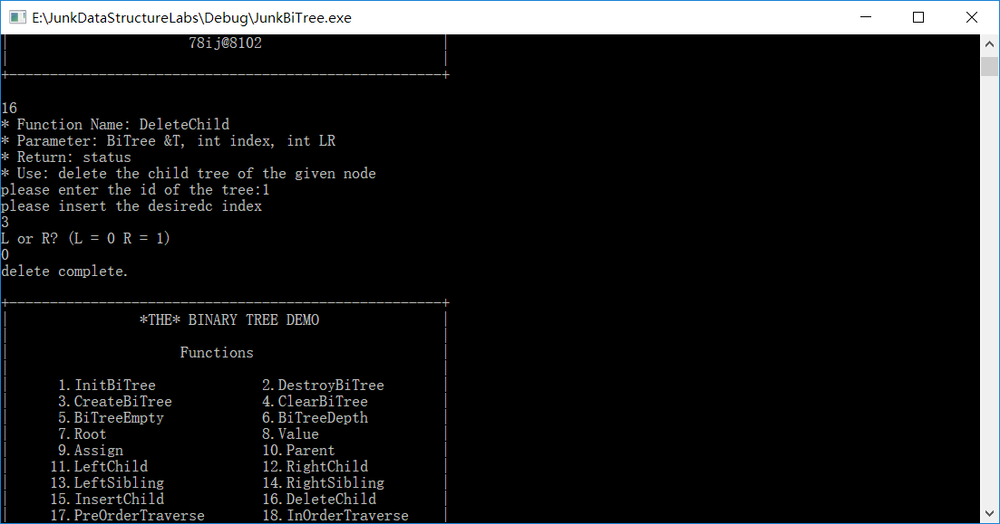 E:\JunkDataStructureLabs\Debug\JunkBiTree.exe
| 78ij@8102 |
| |
+-----------------------------------------------------+
16
* Function Name: DeleteChild
* Parameter: BiTree &T, int index, int LR
* Return: status
* Use: delete the child tree of the given node
please enter the id of the tree:1
please insert the desiredc index
3
L or R? (L = 0 R = 1)
0
delete complete.
+-----------------------------------------------------+
| *THE* BINARY TREE DEMO |
| |
| Functions |
| |
| 1.InitBiTree 2.DestroyBiTree |
| 3.CreateBiTree 4.ClearBiTree |
| 5.BiTreeEmpty 6.BiTreeDepth |
| 7.Root 8.Value |
| 9.Assign 10.Parent |
| 11.LeftChild 12.RightChild |
| 13.LeftSibling 14.RightSibling |
| 15.InsertChild 16.DeleteChild |
| 17.PreOrderTraverse 18.InOrderTraverse |